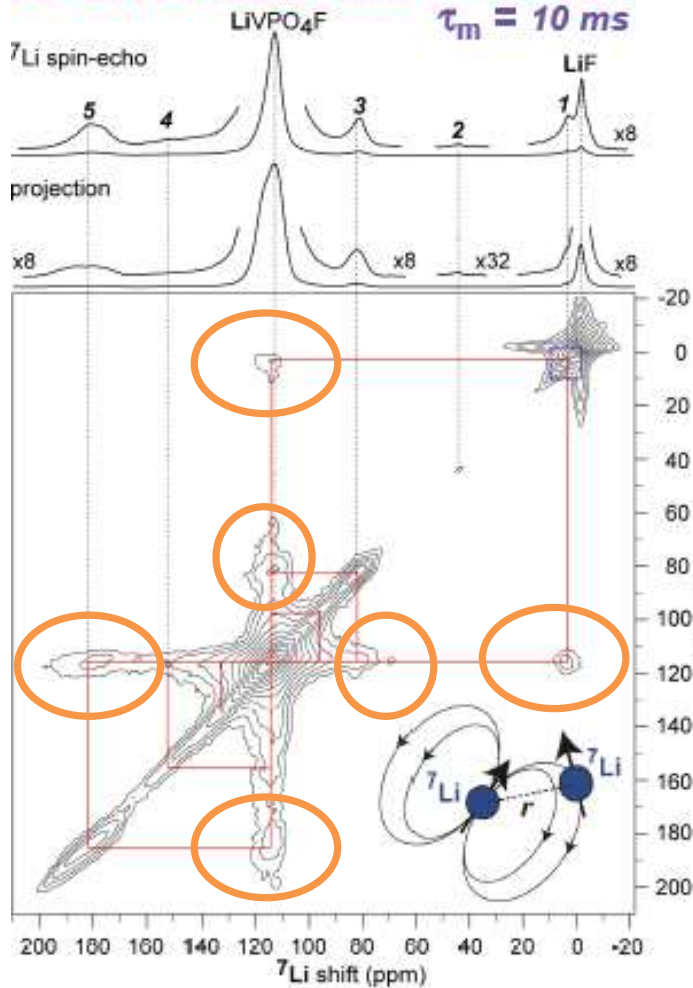 LiVPO₄F
τₘ = 10 ms
⁷Li spin-echo
LiF
5
4
3
2
1
x8
projection
x8
x8
x32
x8
-20
0
20
40
60
80
100
120
140
160
180
200
⁷Li
r
⁷Li
200 180 160 140 120 100 80 60 40 20 0 -20
⁷Li shift (ppm)